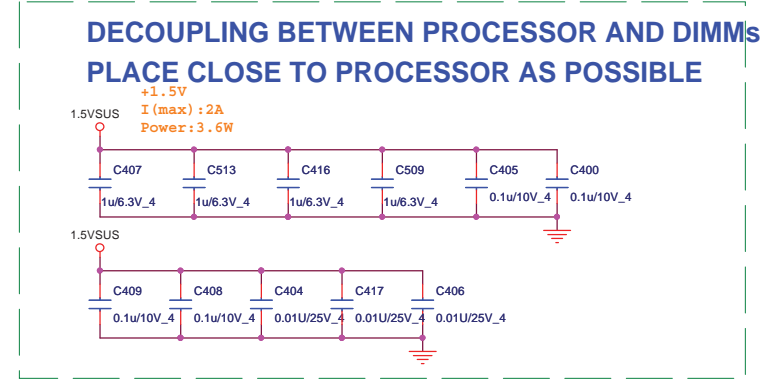 DECOUPLING BETWEEN PROCESSOR AND DIMMs
PLACE CLOSE TO PROCESSOR AS POSSIBLE
+1.5V
1.5VSUS I(max):2A
Power:3.6W
C407 C513 C416 C509 C405 C400
1u/6.3V_4 1u/6.3V_4 1u/6.3V_4 1u/6.3V_4 0.1u/10V_4 0.1u/10V_4
1.5VSUS
C409 C408 C404 C417 C406
0.1u/10V_4 0.1u/10V_4 0.01U/25V_4 0.01U/25V_4 0.01U/25V_4